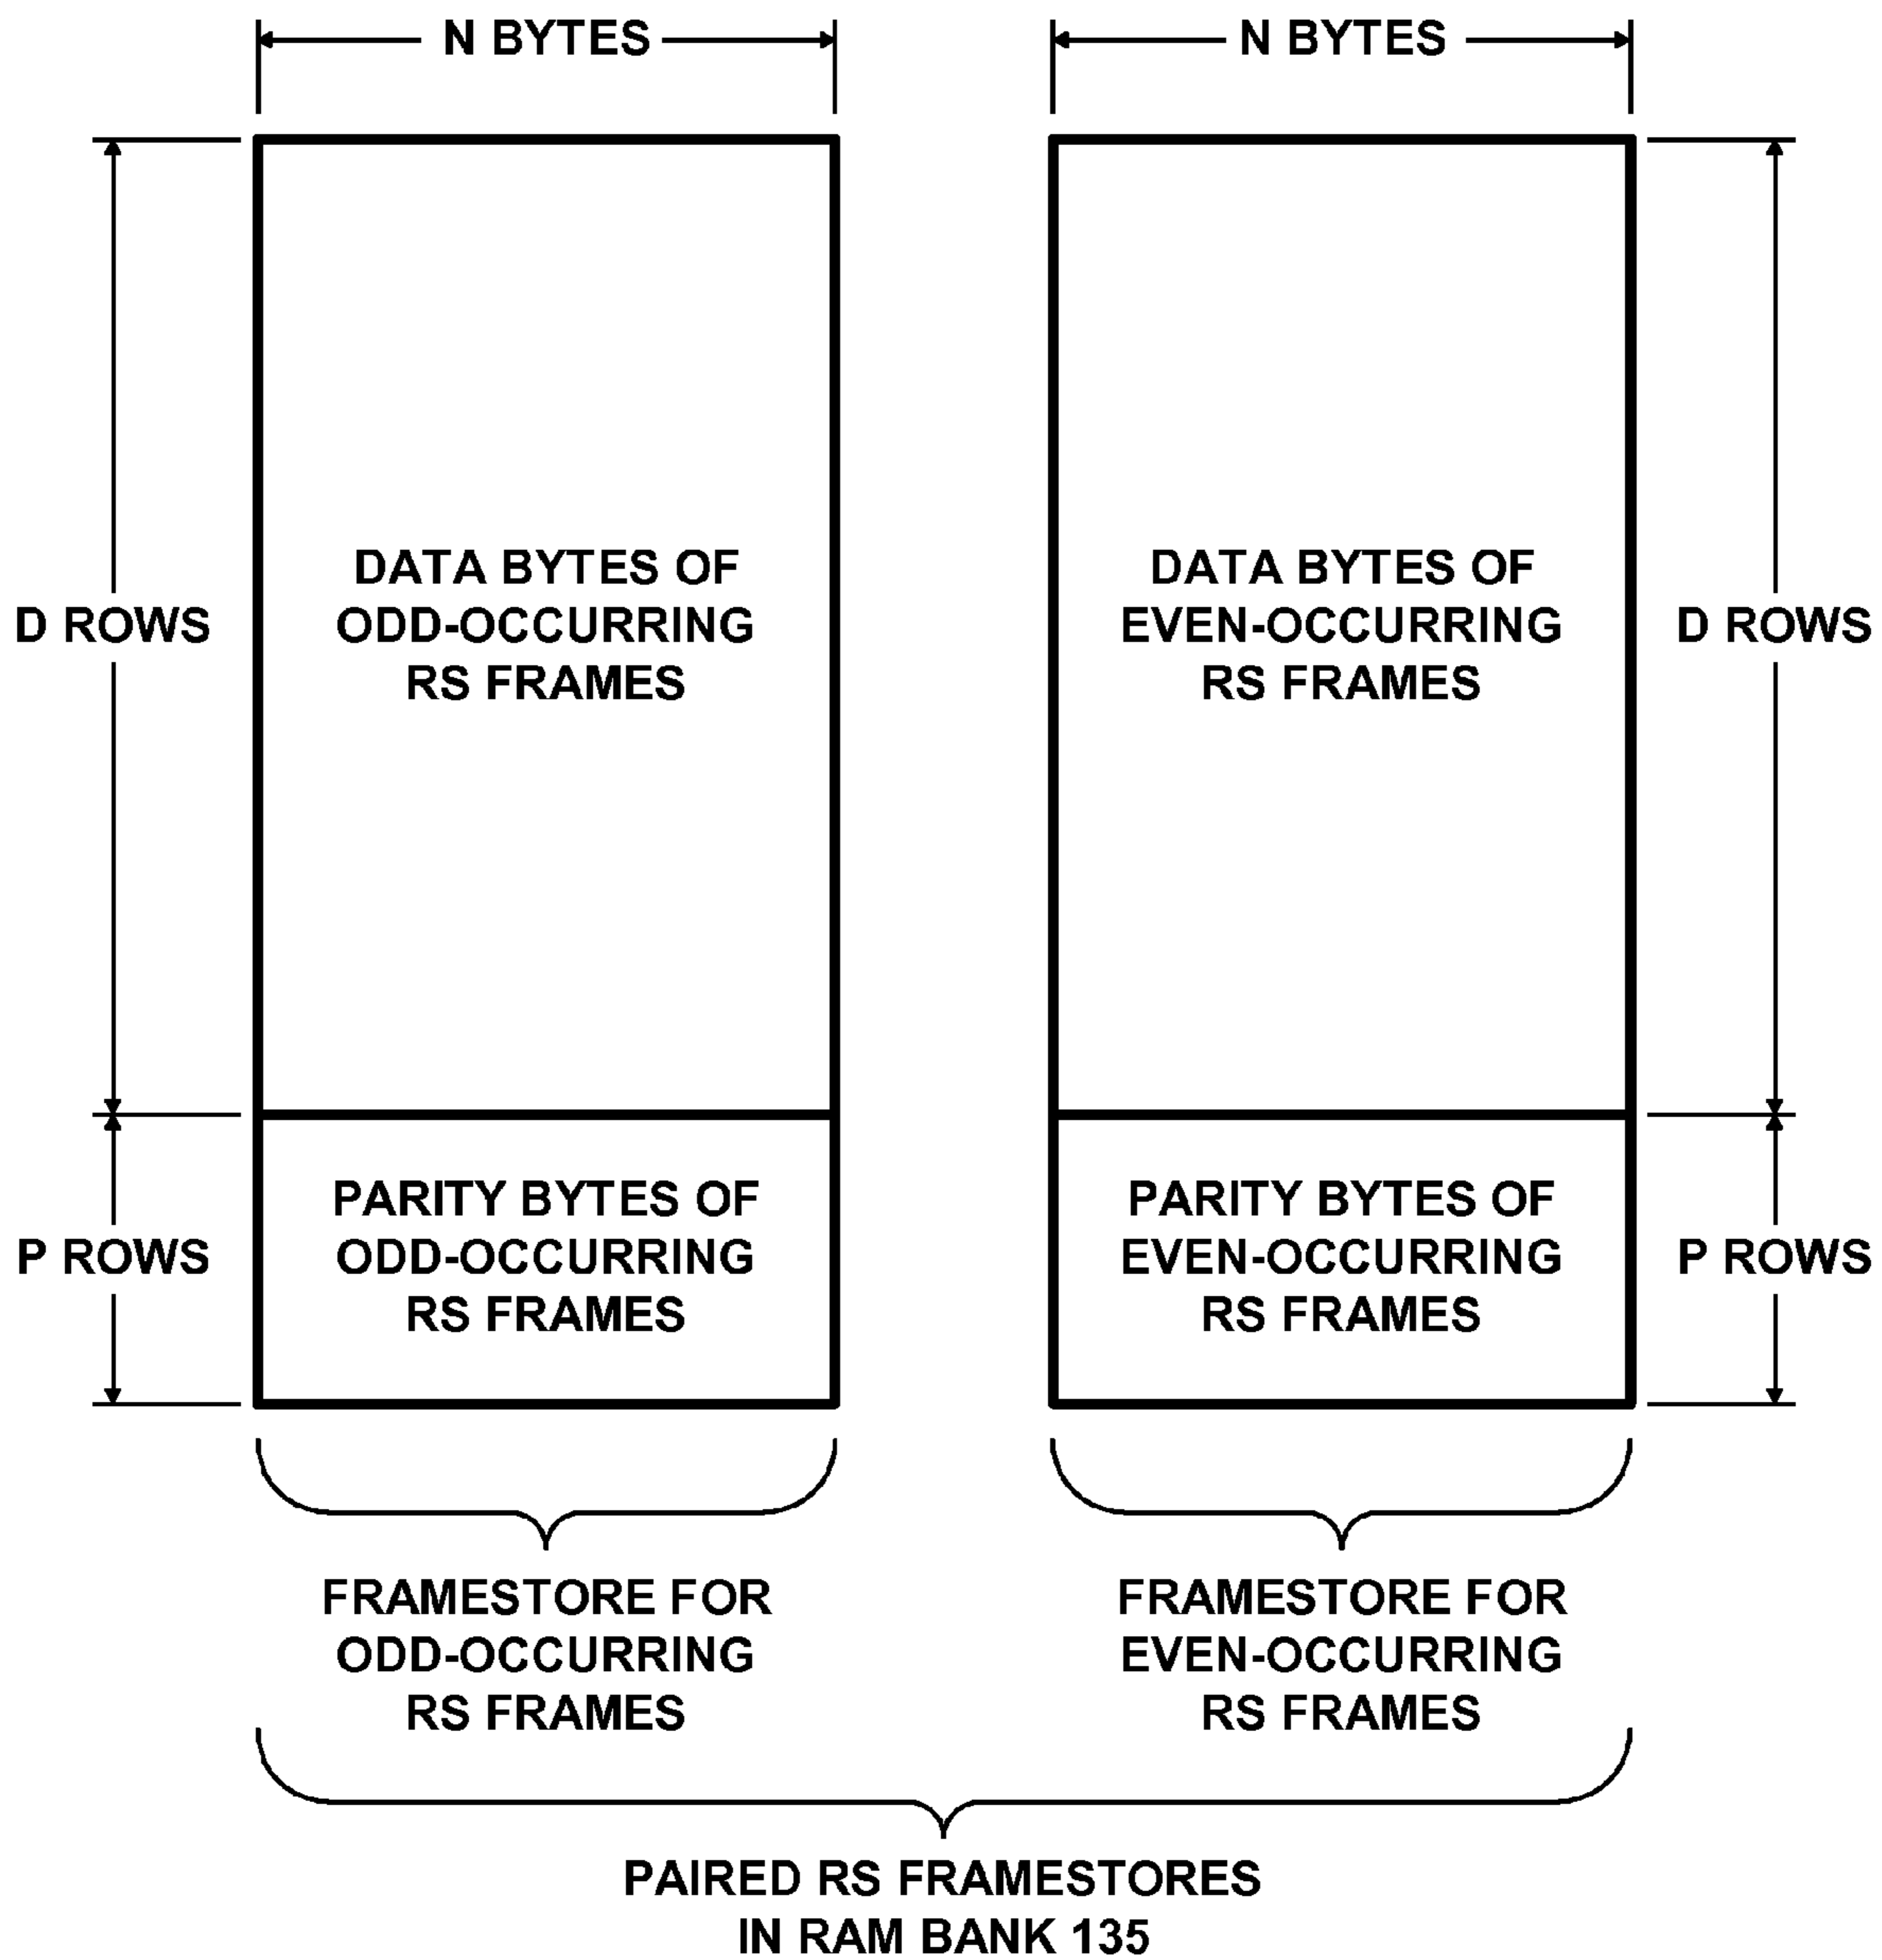 N BYTES
N BYTES
DATA BYTES OF
ODD-OCCURRING
RS FRAMES
DATA BYTES OF
EVEN-OCCURRING
RS FRAMES
D ROWS
D ROWS
PARITY BYTES OF
ODD-OCCURRING
RS FRAMES
PARITY BYTES OF
EVEN-OCCURRING
RS FRAMES
P ROWS
P ROWS
FRAMESTORE FOR
ODD-OCCURRING
RS FRAMES
FRAMESTORE FOR
EVEN-OCCURRING
RS FRAMES
PAIRED RS FRAMESTORES
IN RAM BANK 135